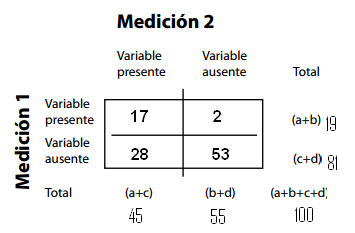 Medición 2
Variable presente
Variable ausente
Total
Medición 1
Variable presente
17 2 (a+b) 19
Variable ausente
28 53 (c+d) 81
Total (a+c) (b+d) (a+b+c+d)
45 55 100